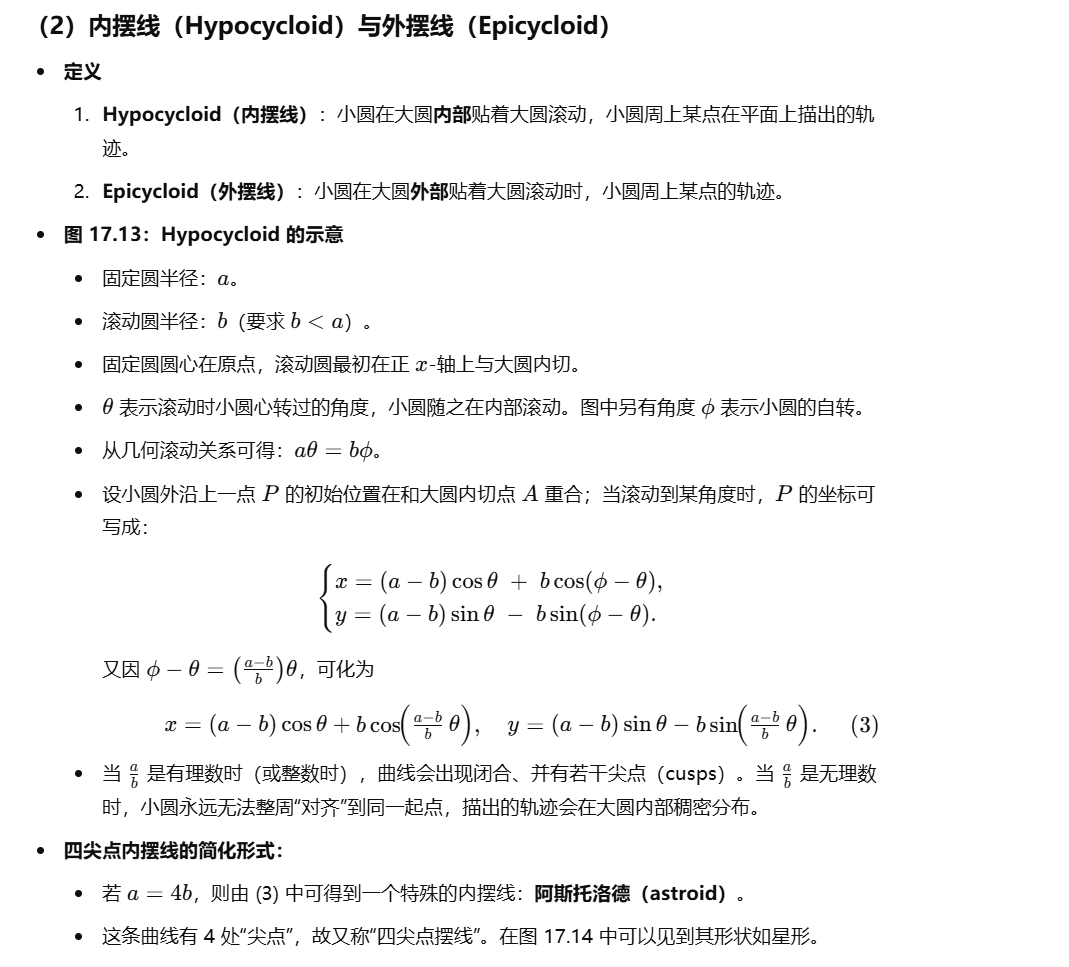 （2）内摆线（Hypocycloid）与外摆线（Epicycloid）
• 定义
1. Hypocycloid（内摆线）：小圆在大圆内部贴着大圆滚动，小圆周上某点在平面上描出的轨
迹。
2. Epicycloid（外摆线）：小圆在大圆外部贴着大圆滚动时，小圆周上某点的轨迹。
• 图 17.13：Hypocycloid 的示意
• 固定圆半径：a。
• 滚动圆半径：b（要求 b < a）。
• 固定圆圆心在原点，滚动圆最初在正 x-轴上与大圆内切。
• θ 表示滚动时小圆心转过的角度，小圆随之在内部滚动。图中另有角度 ϕ 表示小圆的自转。
• 从几何滚动关系可得：aθ = bϕ。
• 设小圆外沿上一点 P 的初始位置在和大圆内切点 A 重合；当滚动到某角度时，P 的坐标可
写成：
{ x = (a − b) cos θ + b cos(ϕ − θ),
y = (a − b) sin θ − b sin(ϕ − θ).
又因 ϕ − θ = (a−b/b)θ，可化为
x = (a − b) cos θ + b cos(a−b/b θ), y = (a − b) sin θ − b sin(a−b/b θ). (3)
• 当 a/b 是有理数时（或整数时），曲线会出现闭合、并有若干尖点（cusps）。当 a/b 是无理数
时，小圆永远无法整周“对齐”到同一起点，描出的轨迹会在大圆内部稠密分布。
• 四尖点内摆线的简化形式：
• 若 a = 4b，则由 (3) 中可得到一个特殊的内摆线：阿斯托洛德（astroid）。
• 这条曲线有 4 处“尖点”，故又称“四尖点摆线”。在图 17.14 中可以见到其形状如星形。